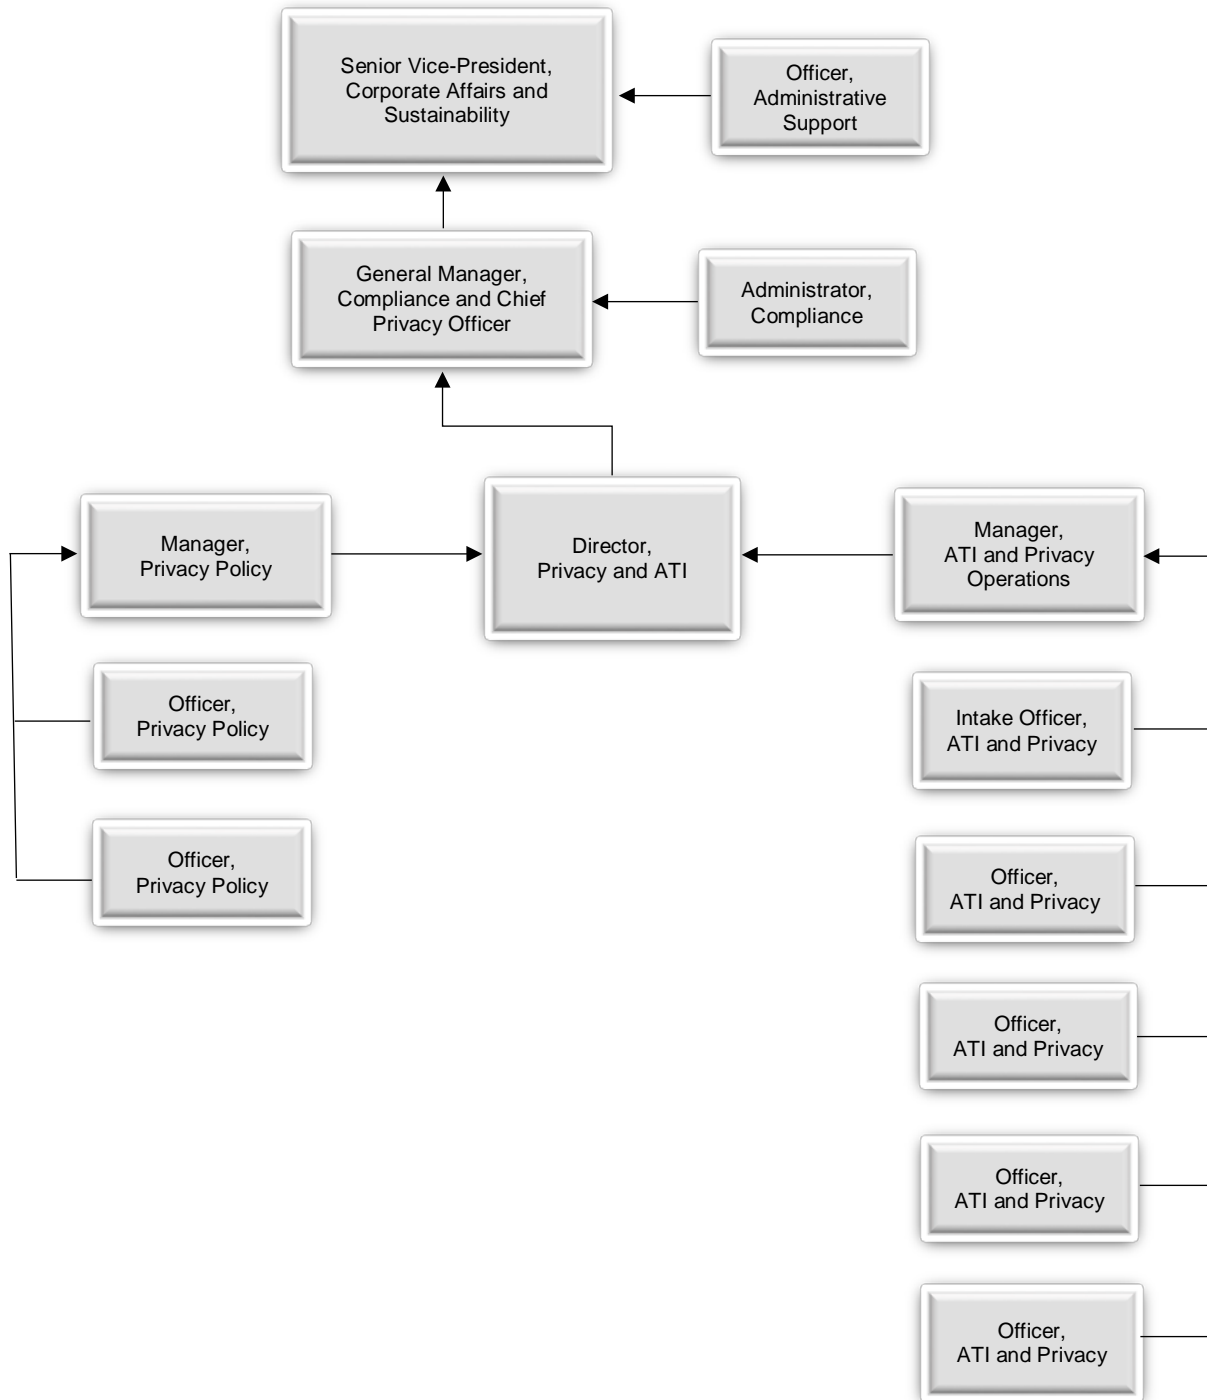 Senior Vice-President,
Corporate Affairs and
Sustainability
Officer,
Administrative
Support
General Manager,
Compliance and Chief
Privacy Officer
Administrator,
Compliance
Manager,
Privacy Policy
Director,
Privacy and ATI
Manager,
ATI and Privacy
Operations
Officer,
Privacy Policy
Intake Officer,
ATI and Privacy
Officer,
Privacy Policy
Officer,
ATI and Privacy
Officer,
ATI and Privacy
Officer,
ATI and Privacy
Officer,
ATI and Privacy